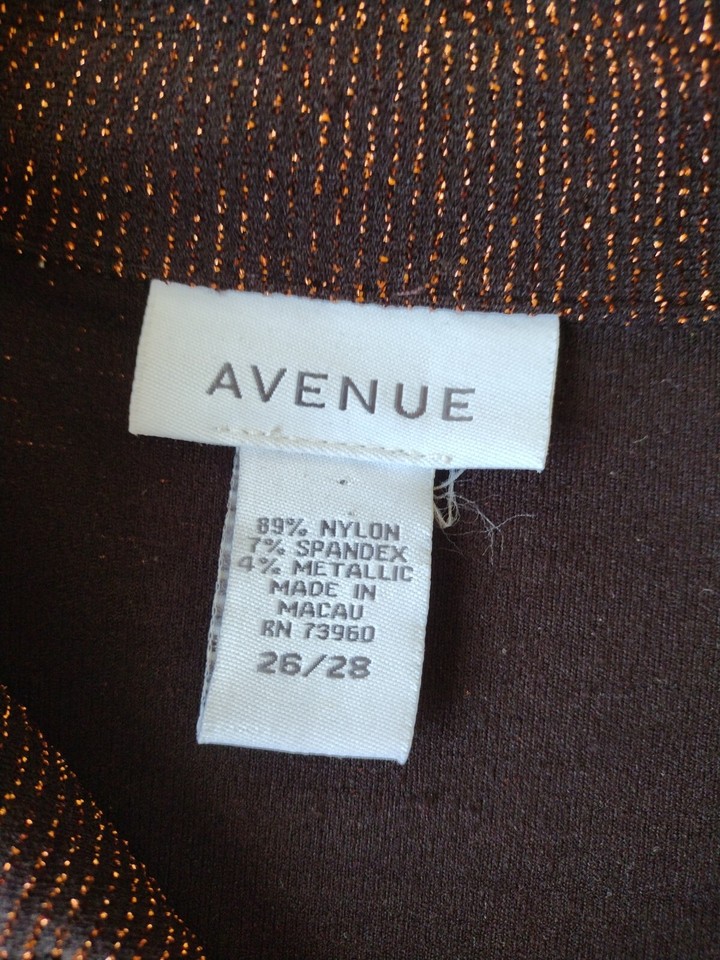 AVENUE
89% NYLON
7% SPANDEX
4% METALLIC
MADE IN
MACAU
RN 73960
26/28